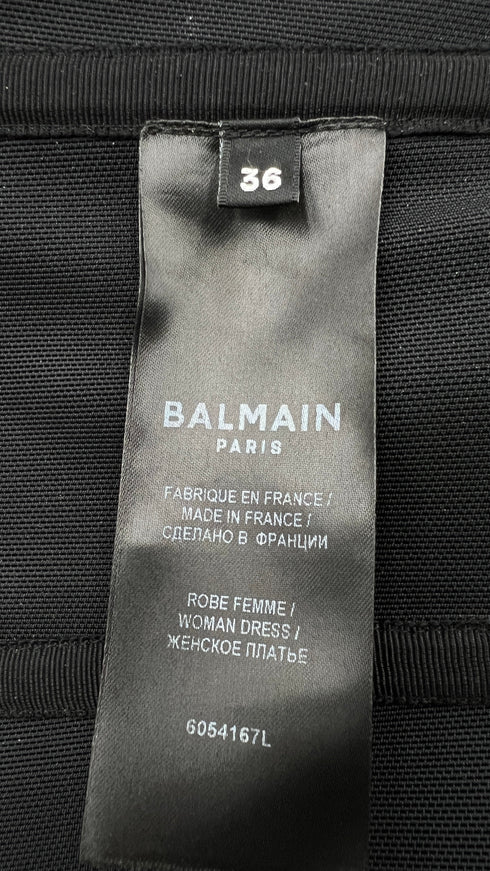 36
BALMAIN
PARIS
FABRIQUE EN FRANCE /
MADE IN FRANCE /
СДЕЛАНО В ФРАНЦИИ
ROBE FEMME /
WOMAN DRESS /
ЖЕНСКОЕ ПЛАТЬЕ
6054167L